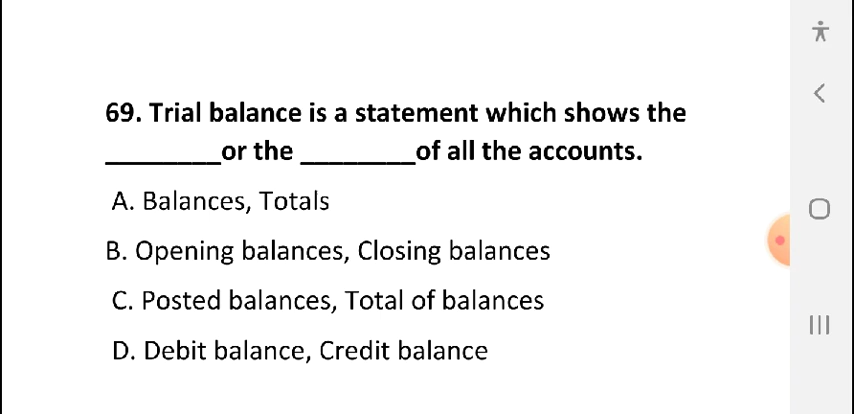 69. Trial balance is a statement which shows the
________or the ________of all the accounts.
A. Balances, Totals
B. Opening balances, Closing balances
C. Posted balances, Total of balances
D. Debit balance, Credit balance